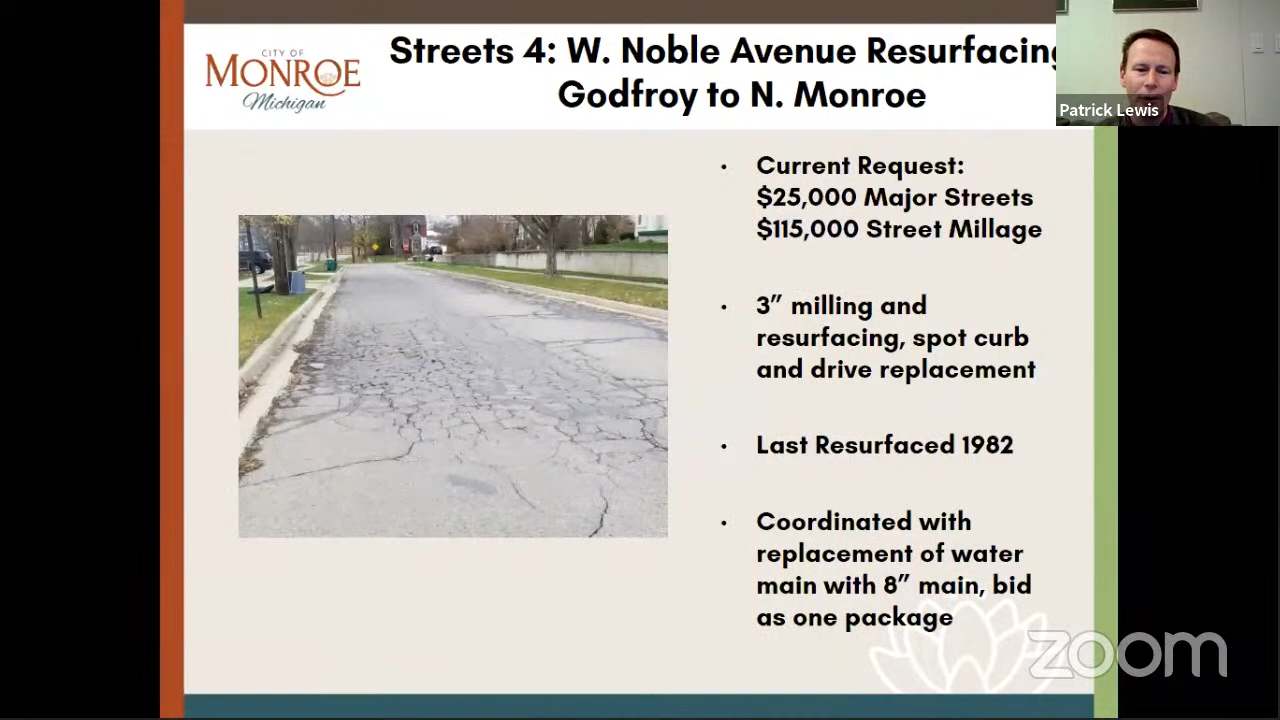 CITY OF
MONROE
Michigan
Streets 4: W. Noble Avenue Resurfacing
Godfroy to N. Monroe
Patrick Lewis
• Current Request:
$25,000 Major Streets
$115,000 Street Millage
• 3” milling and
resurfacing, spot curb
and drive replacement
• Last Resurfaced 1982
• Coordinated with
replacement of water
main with 8” main, bid
as one package
zoom